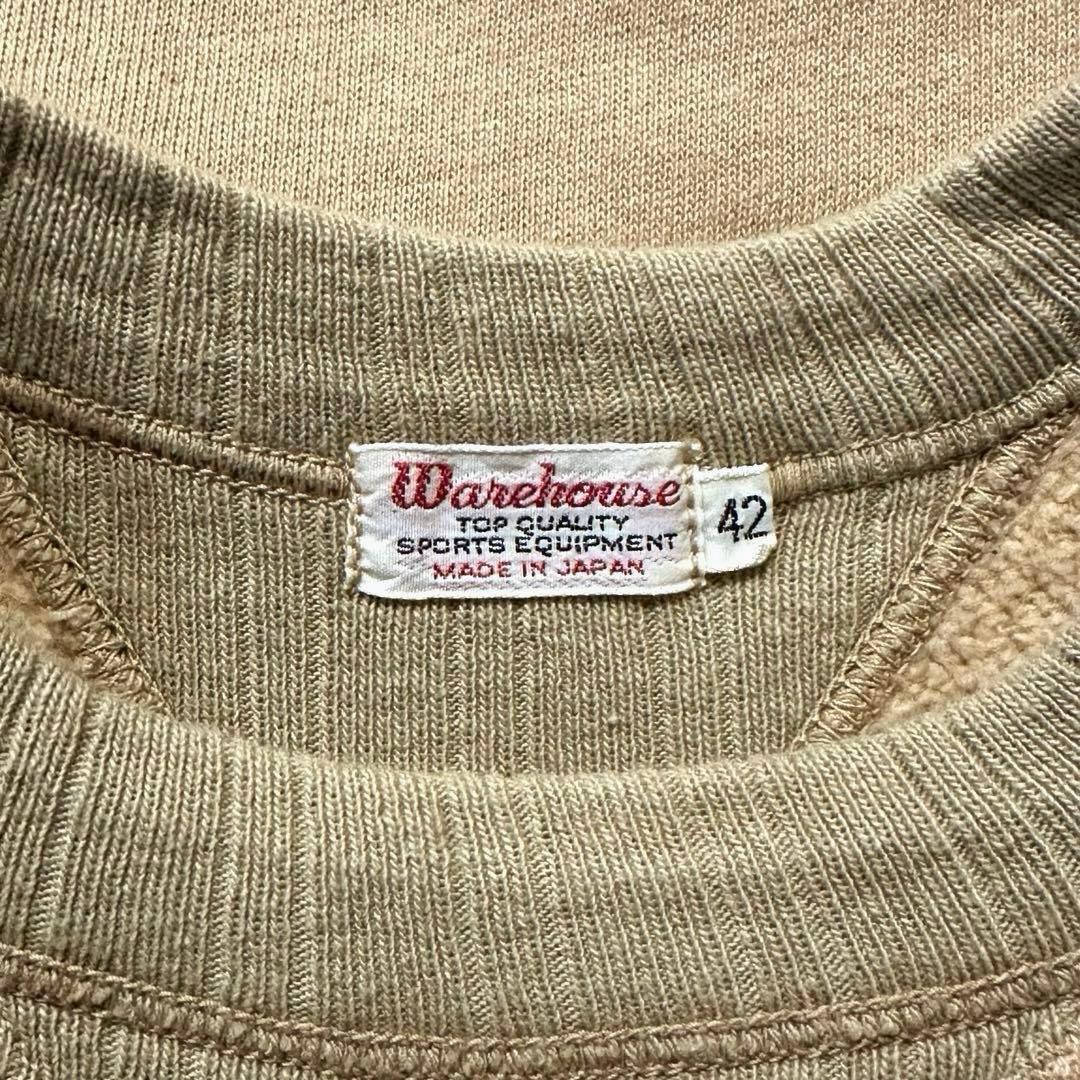 Warehouse
TOP QUALITY
SPORTS EQUIPMENT
MADE IN JAPAN
42